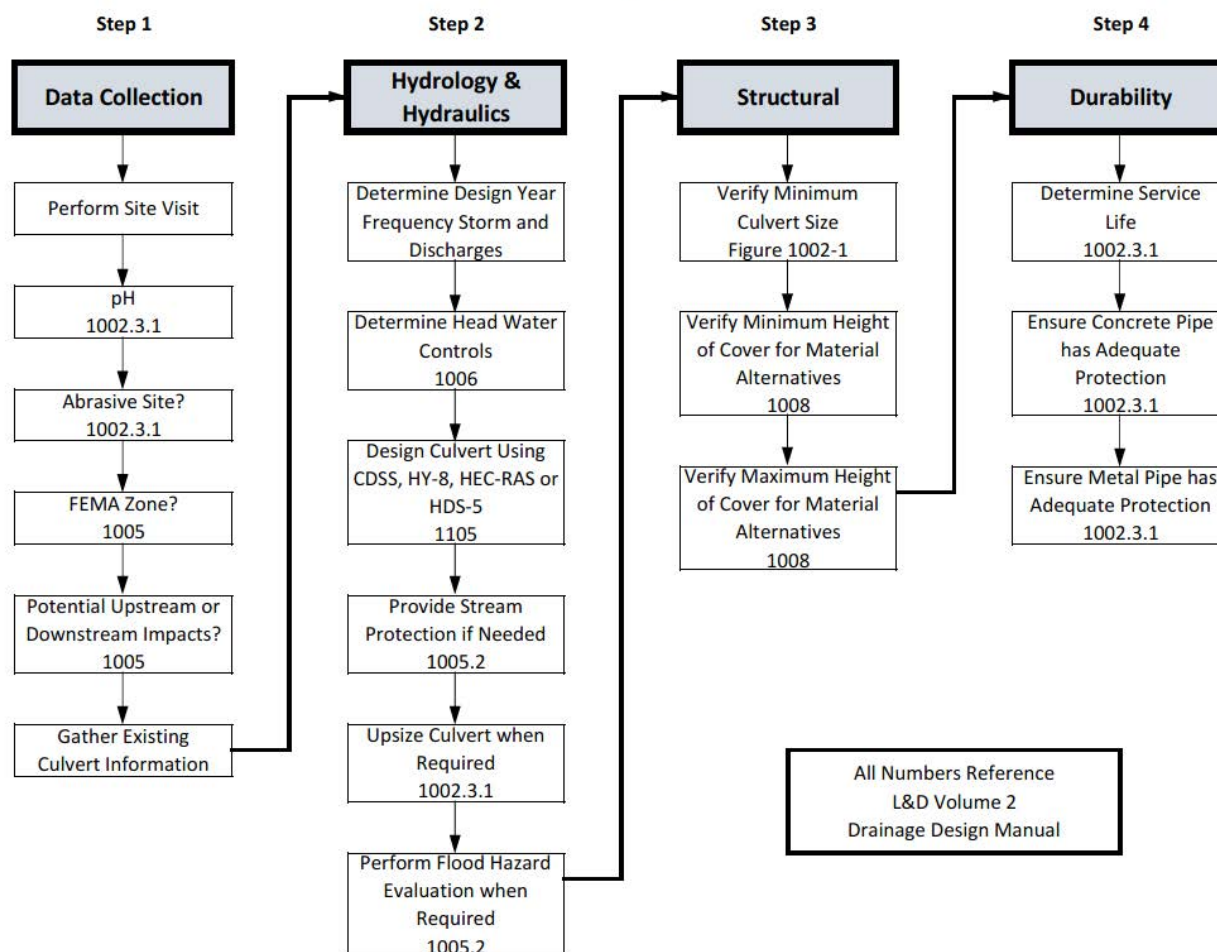 Step 1
Data Collection
Perform Site Visit
pH
1002.3.1
Abrasive Site?
1002.3.1
FEMA Zone?
1005
Potential Upstream or
Downstream Impacts?
1005
Gather Existing
Culvert Information
Step 2
Hydrology &
Hydraulics
Determine Design Year
Frequency Storm and
Discharges
Determine Head Water
Controls
1006
Design Culvert Using
CDSS, HY-8, HEC-RAS or
HDS-5
1105
Provide Stream
Protection if Needed
1005.2
Upsize Culvert when
Required
1002.3.1
Perform Flood Hazard
Evaluation when
Required
1005.2
Step 3
Structural
Verify Minimum
Culvert Size
Figure 1002-1
Verify Minimum Height
of Cover for Material
Alternatives
1008
Verify Maximum Height
of Cover for Material
Alternatives
1008
Step 4
Durability
Determine Service
Life
1002.3.1
Ensure Concrete Pipe
has Adequate
Protection
1002.3.1
Ensure Metal Pipe has
Adequate Protection
1002.3.1
All Numbers Reference
L&D Volume 2
Drainage Design Manual